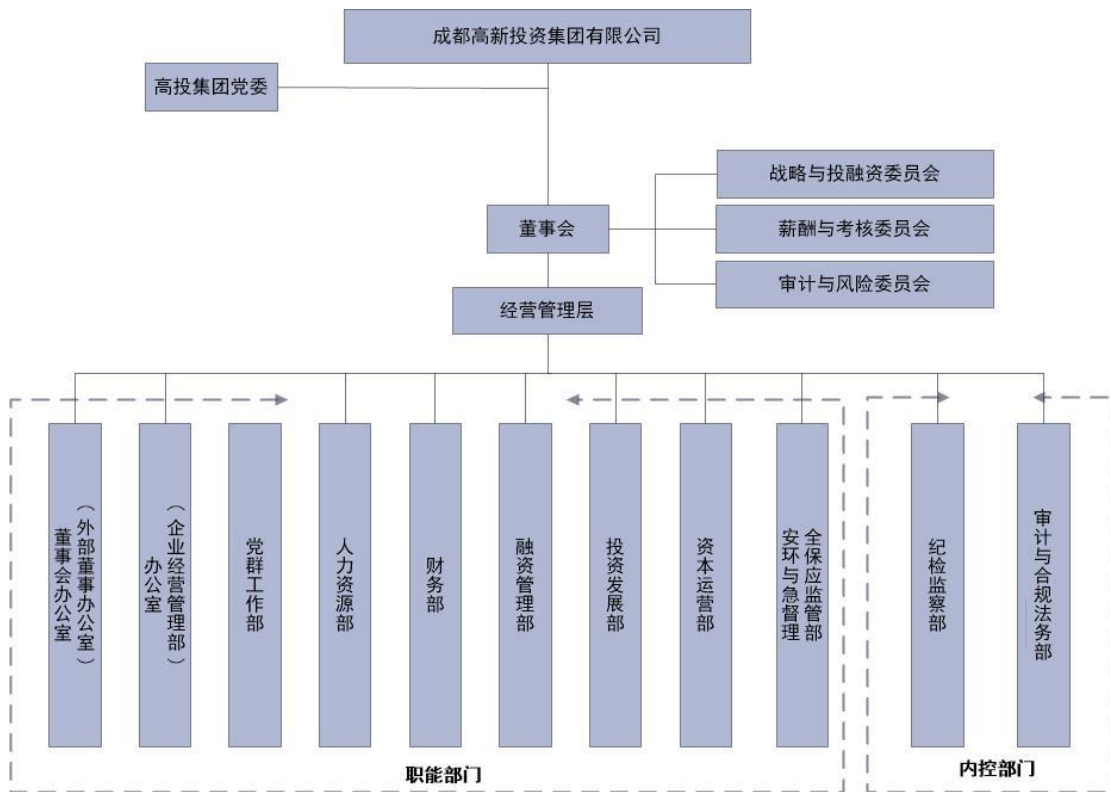 成都高新投资集团有限公司
高投集团党委
战略与投融资委员会
董事会
薪酬与考核委员会
审计与风险委员会
经营管理层
董事会办公室
（外部董事办公室）
办公室
（企业经营管理部）
党群工作部
人力资源部
财务部
融资管理部
投资发展部
资本运营部
安环与急督理
全保应监管部
纪检监察部
审计与合规法务部
职能部门
内控部门